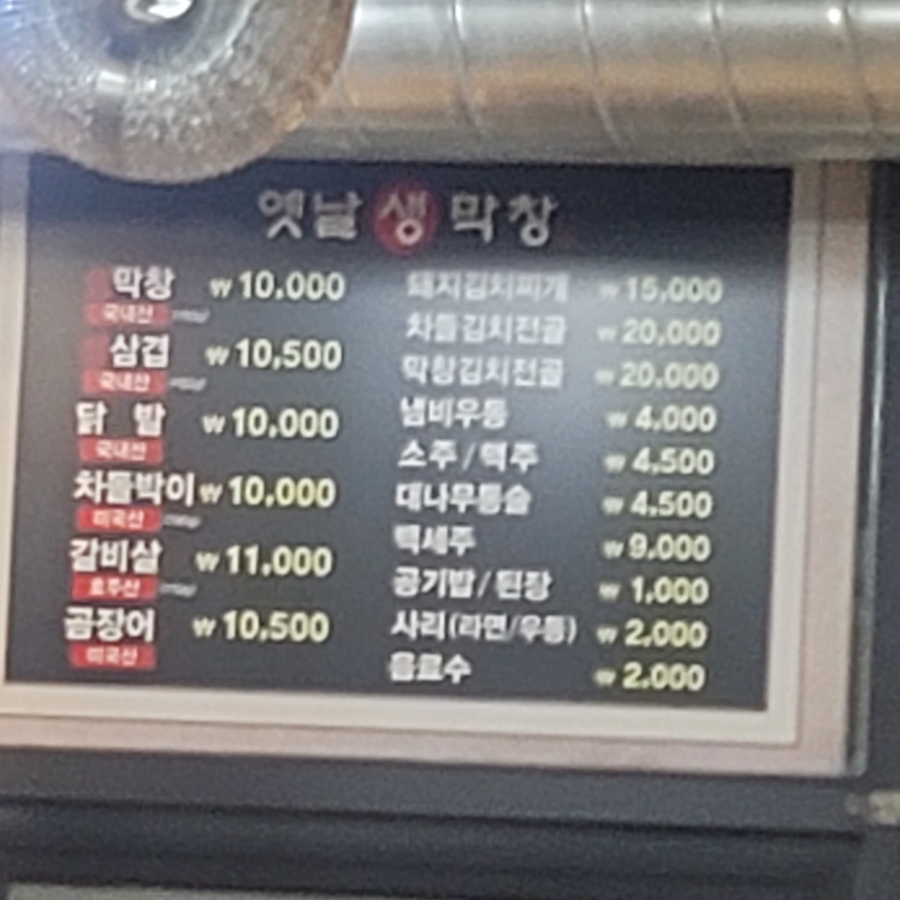 옛날 생 막창
막창 ₩10,000
국내산
삼겹 ₩10,500
국내산
닭 발 ₩10,000
국내산
차돌박이 ₩10,000
미국산
갈비살 ₩11,000
호주산
곰장어 ₩10,500
미국산
돼지김치찌개 ₩15,000
차돌김치전골 ₩20,000
막창김치전골 ₩20,000
냄비우동 ₩4,000
소주/맥주 ₩4,500
대나무통술 ₩4,500
백세주 ₩9,000
공기밥/된장 ₩1,000
사리(라면/우동) ₩2,000
음료수 ₩2,000